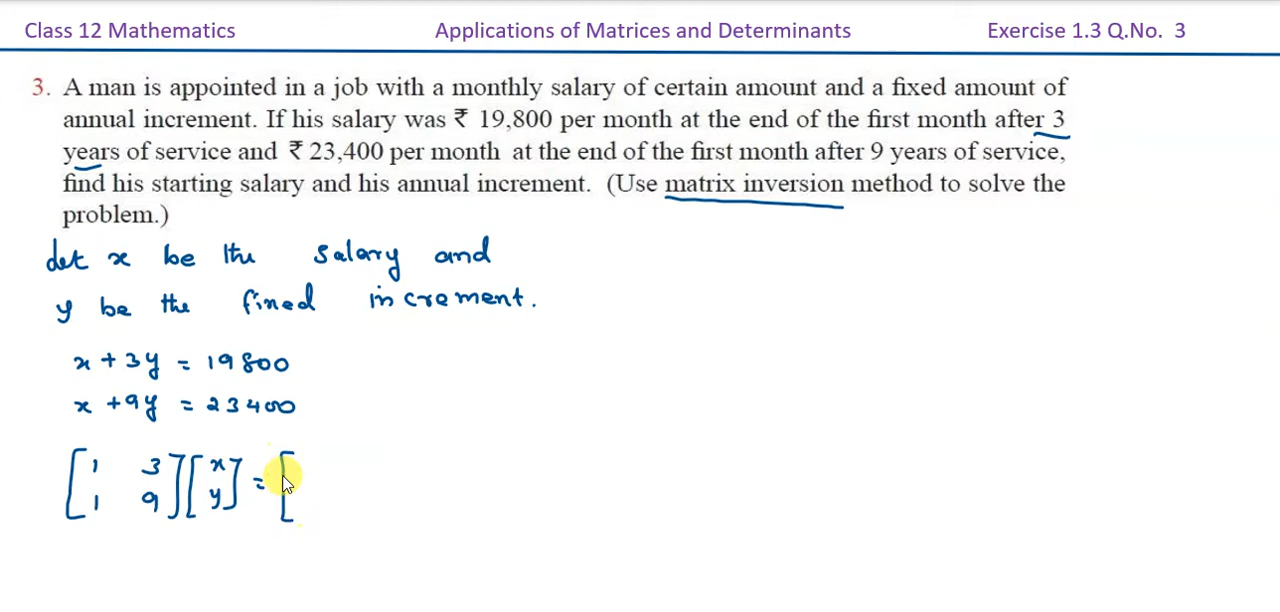 Class 12 Mathematics Applications of Matrices and Determinants Exercise 1.3 Q.No. 3
3. A man is appointed in a job with a monthly salary of certain amount and a fixed amount of
annual increment. If his salary was ₹ 19,800 per month at the end of the first month after 3
years of service and ₹ 23,400 per month at the end of the first month after 9 years of service,
find his starting salary and his annual increment. (Use matrix inversion method to solve the
problem.)
Let x be the salary and
y be the fixed increment.
x + 3y = 19800
x + 9y = 23400
[1 3] [x] = [
[1 9] [y]